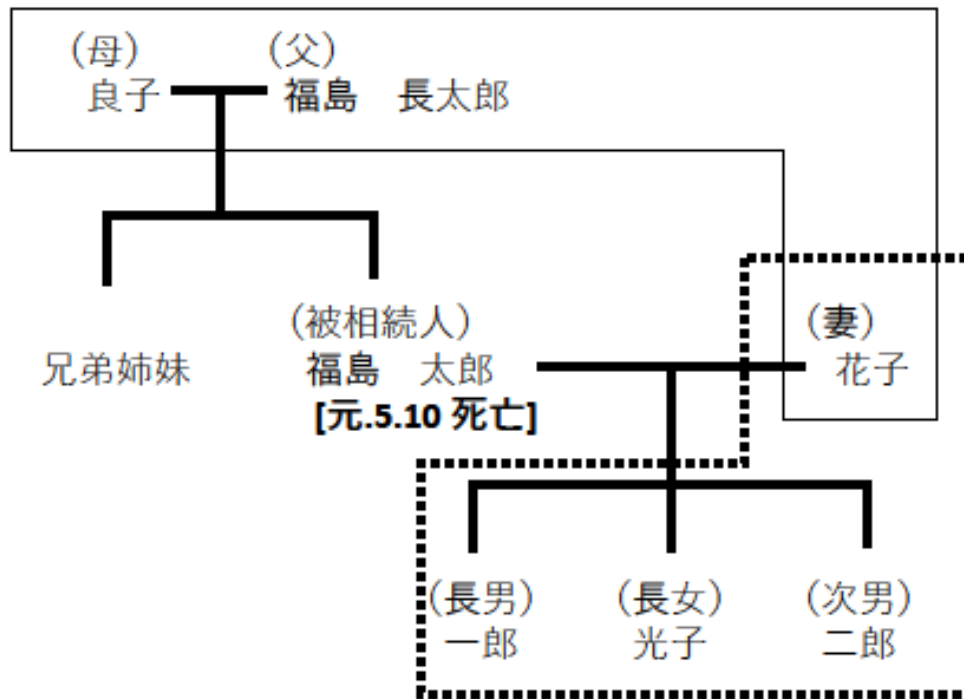 (母)
良子
(父)
福島　長太郎
兄弟姉妹
(被相続人)
福島　太郎
[元.5.10 死亡]
(妻)
花子
(長男)
一郎
(長女)
光子
(次男)
二郎